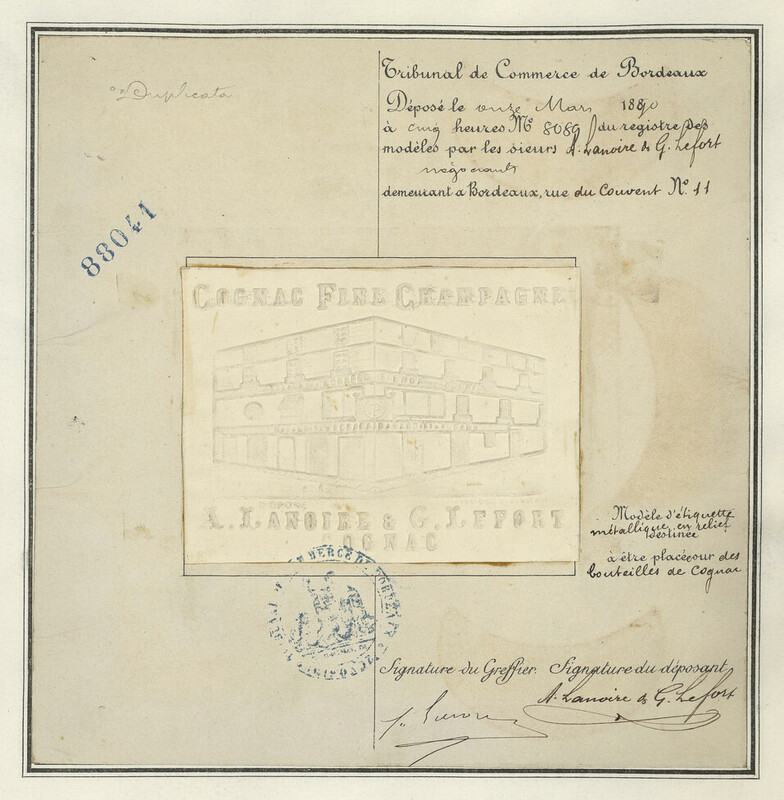 Duplicata
Tribunal de Commerce de Bordeaux
Déposé le onze Mars 1890
à cinq heures No 8089 du registre des
modèles par les sieurs A. Lanoire & G. Lefort
négociants
demeurant à Bordeaux, rue du Couvent No. 11
88041
COGNAC FINE CHAMPAGNE
A. LANOIRE & G. LEFORT
COGNAC
Modèle d'étiquette
métallique en relief
destinée
à être placée sur des
bouteilles de Cognac
Signature du Greffier. Signature du déposant
A. Lanoire & G. Lefort